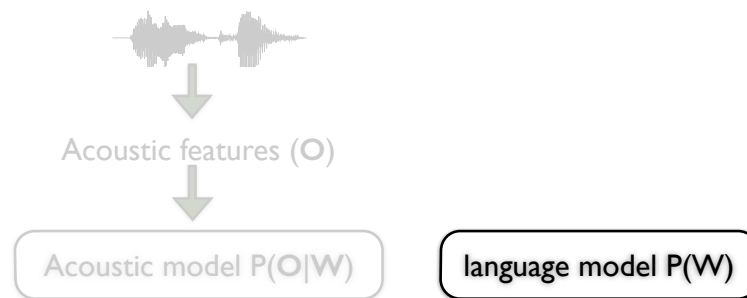 Acoustic features (O)
Acoustic model P(O|W)
language model P(W)